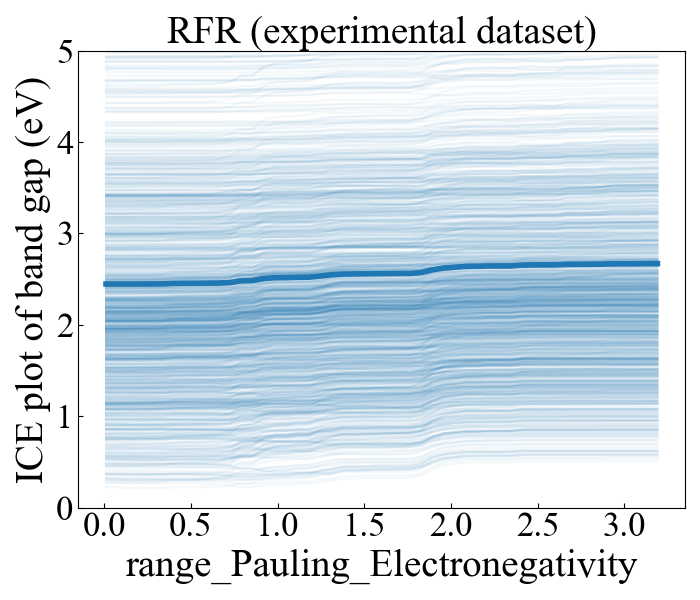 RFR (experimental dataset)
ICE plot of band gap (eV)
5
4
3
2
1
0
0.0 0.5 1.0 1.5 2.0 2.5 3.0
range_Pauling_Electronegativity